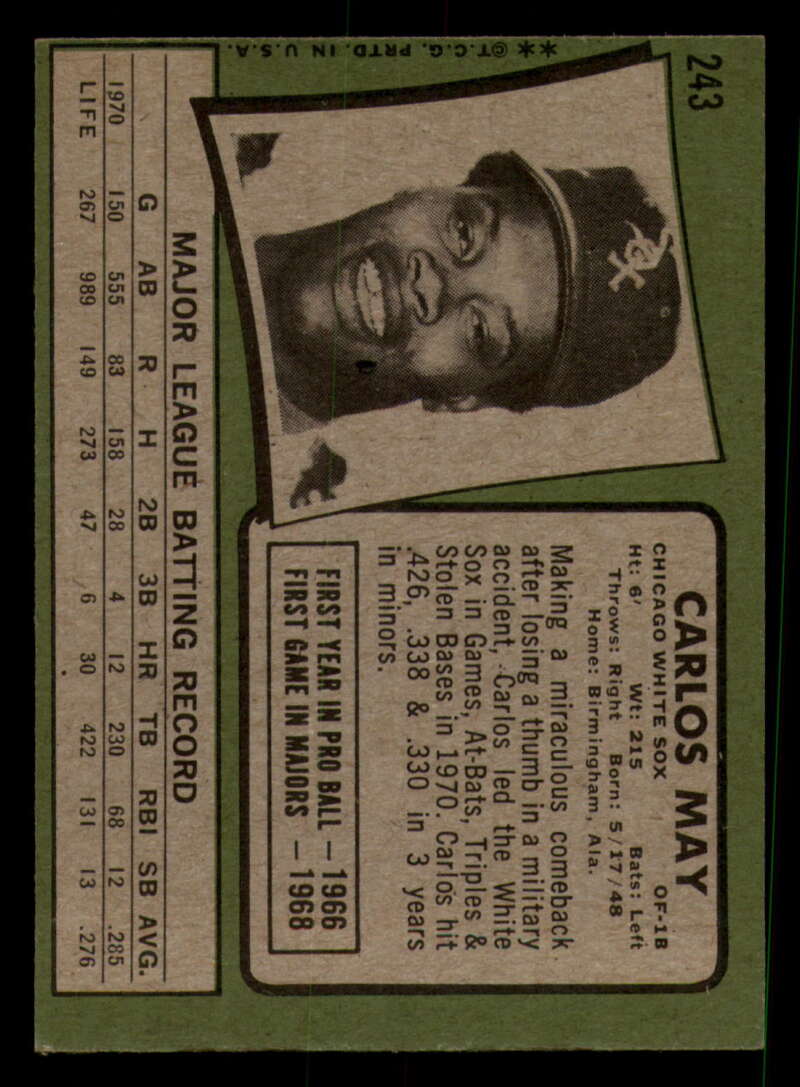 243
CARLOS MAY
CHICAGO WHITE SOX OF-1B
Ht: 6' Wt: 215 Bats: Left
Throws: Right Born: 5/17/48
Home: Birmingham, Ala.
Making a miraculous comeback
after losing a thumb in a military
accident, Carlos led the White
Sox in Games, At-Bats, Triples &
Stolen Bases in 1970. Carlos hit
.426, .338 & .330 in 3 years
in minors.
FIRST YEAR IN PRO BALL — 1966
FIRST GAME IN MAJORS — 1968
MAJOR LEAGUE BATTING RECORD
G AB R H 2B 3B HR TB RBI SB AVG.
1970 150 555 83 158 28 4 12 230 68 12 .285
LIFE 267 989 149 273 47 6 30 422 131 13 .276
** ©T.C.G. PRTD. IN U.S.A.